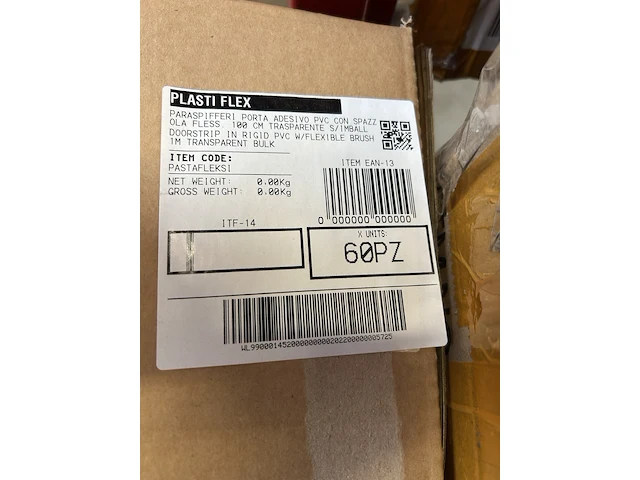 PLASTI FLEX
PARASPIFFERI PORTA ADESIVO PVC CON SPAZZ
OLA FLESS. 100 CM TRASPARENTE S/IMBALL
DOORSTRIP IN RIGID PVC W/FLEXIBLE BRUSH
1M TRANSPARENT BULK
ITEM CODE:
PASTAFLEKSI
NET WEIGHT: 0.00Kg
GROSS WEIGHT: 0.00Kg
ITEM EAN-13
0 000000 000000
ITF-14
X UNITS:
60PZ